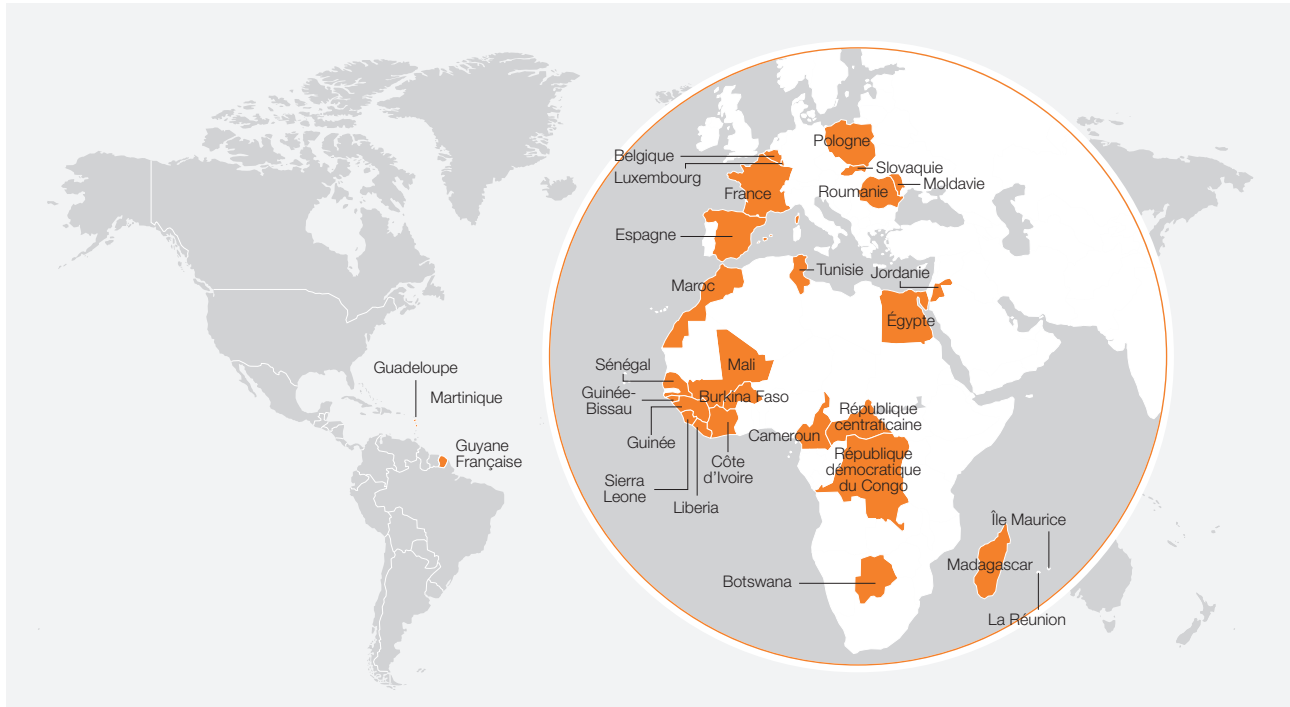 Pologne
Belgique
Slovaquie
Luxembourg
Moldavie
France
Roumanie
Espagne
Tunisie
Jordanie
Maroc
Égypte
Guadeloupe
Sénégal
Mali
Martinique
Guinée-
Bissau
Burkina Faso
République
centraficaine
Cameroun
Guinée
Guyane
Française
Côte
d'Ivoire
République
démocratique
du Congo
Sierra
Leone
Liberia
Île Maurice
Madagascar
Botswana
La Réunion